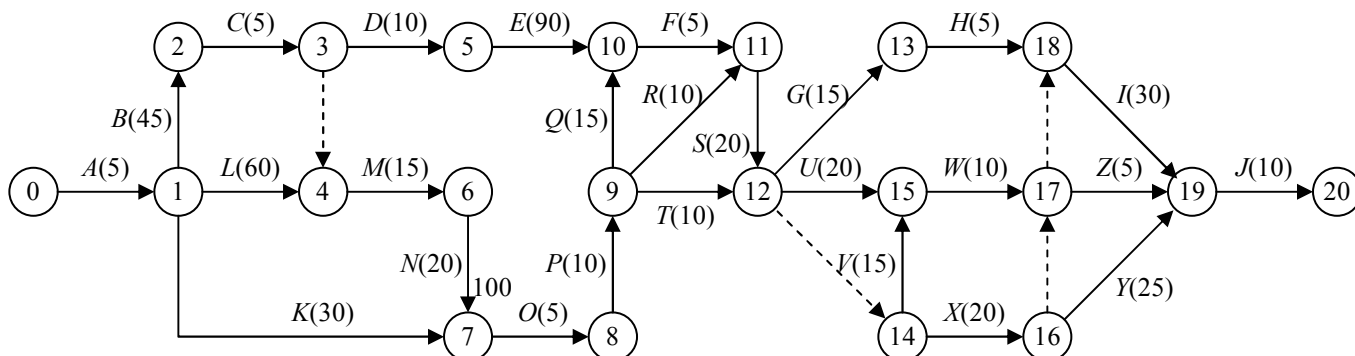 C(5) D(10) E(90) F(5) H(5)
2 3 5 10 11 13 18
B(45) Q(15) R(10) S(20) G(15) I(30)
A(5) L(60) M(15) T(10) U(20) W(10) Z(5) J(10)
0 1 4 6 9 12 15 17 19 20
N(20) P(10) V(15) Y(25)
100
K(30) O(5) X(20)
7 8 14 16